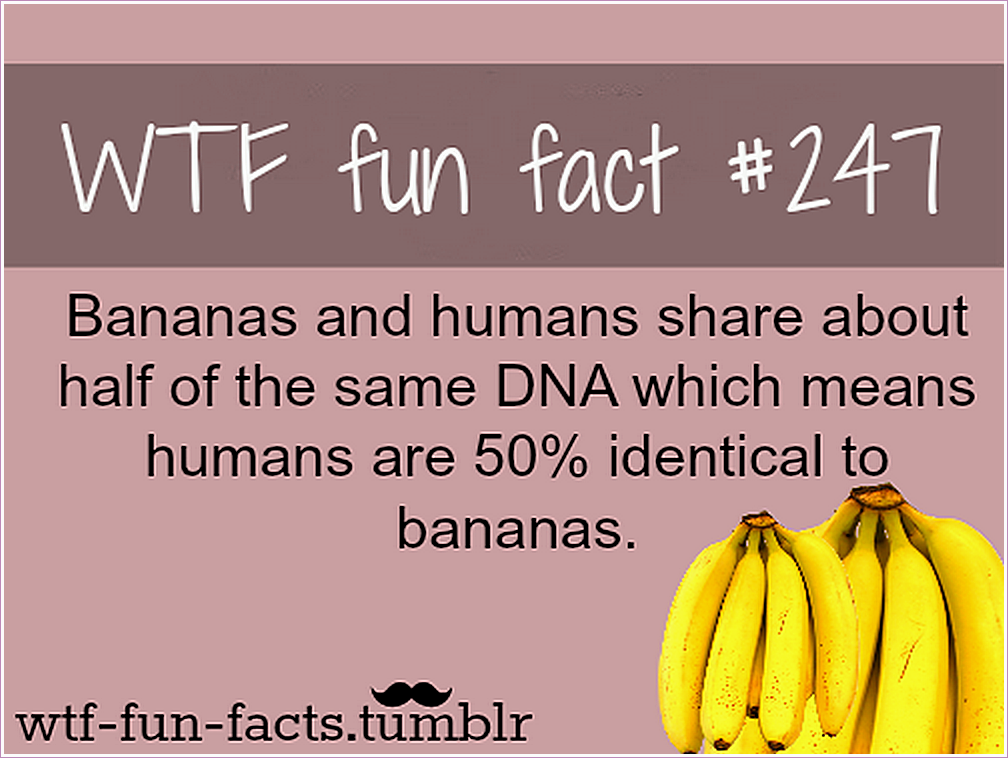 WTF fun fact #247
Bananas and humans share about
half of the same DNA which means
humans are 50% identical to
bananas.
wtf-fun-facts.tumblr